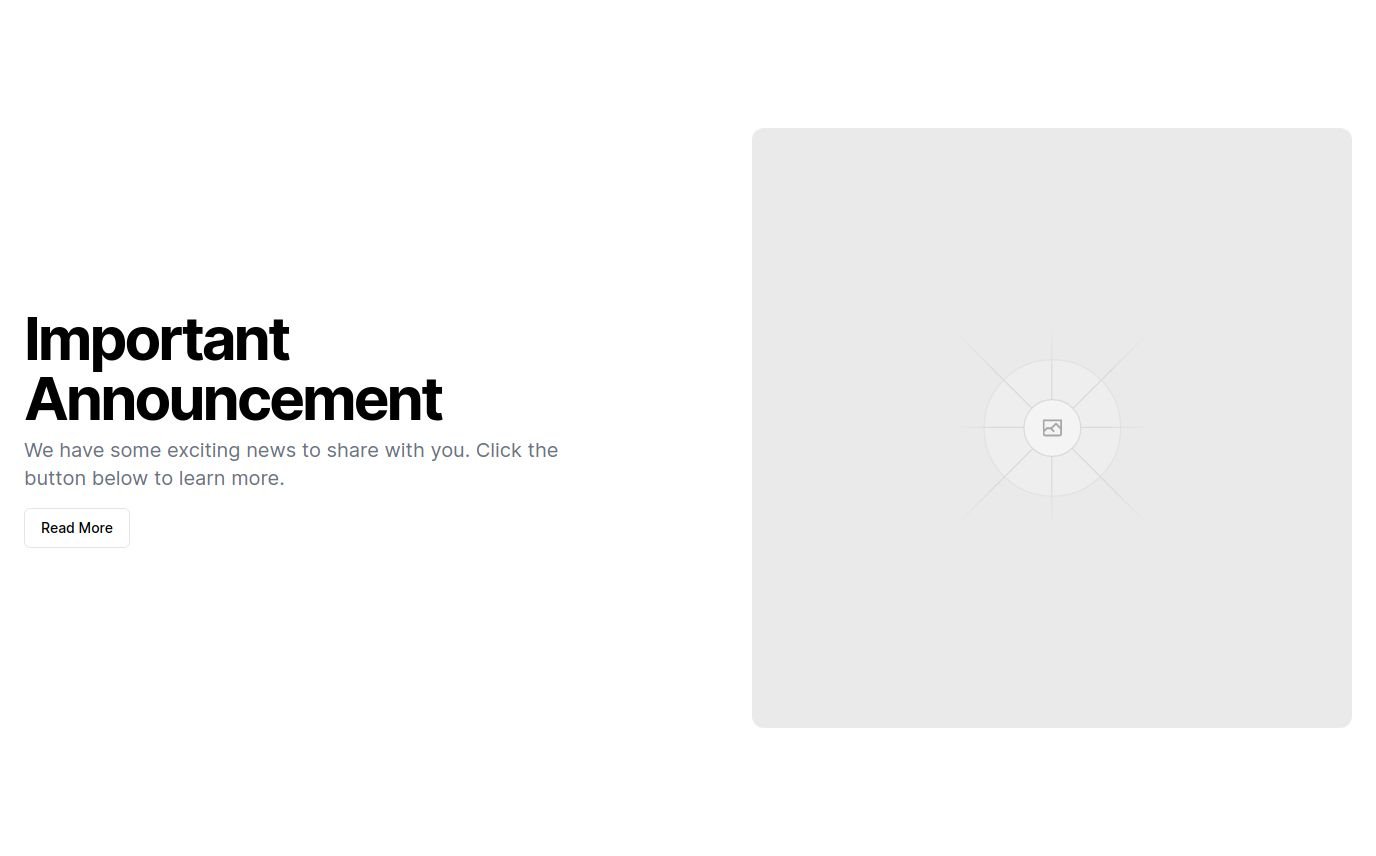 Important
Announcement
We have some exciting news to share with you. Click the
button below to learn more.
Read More